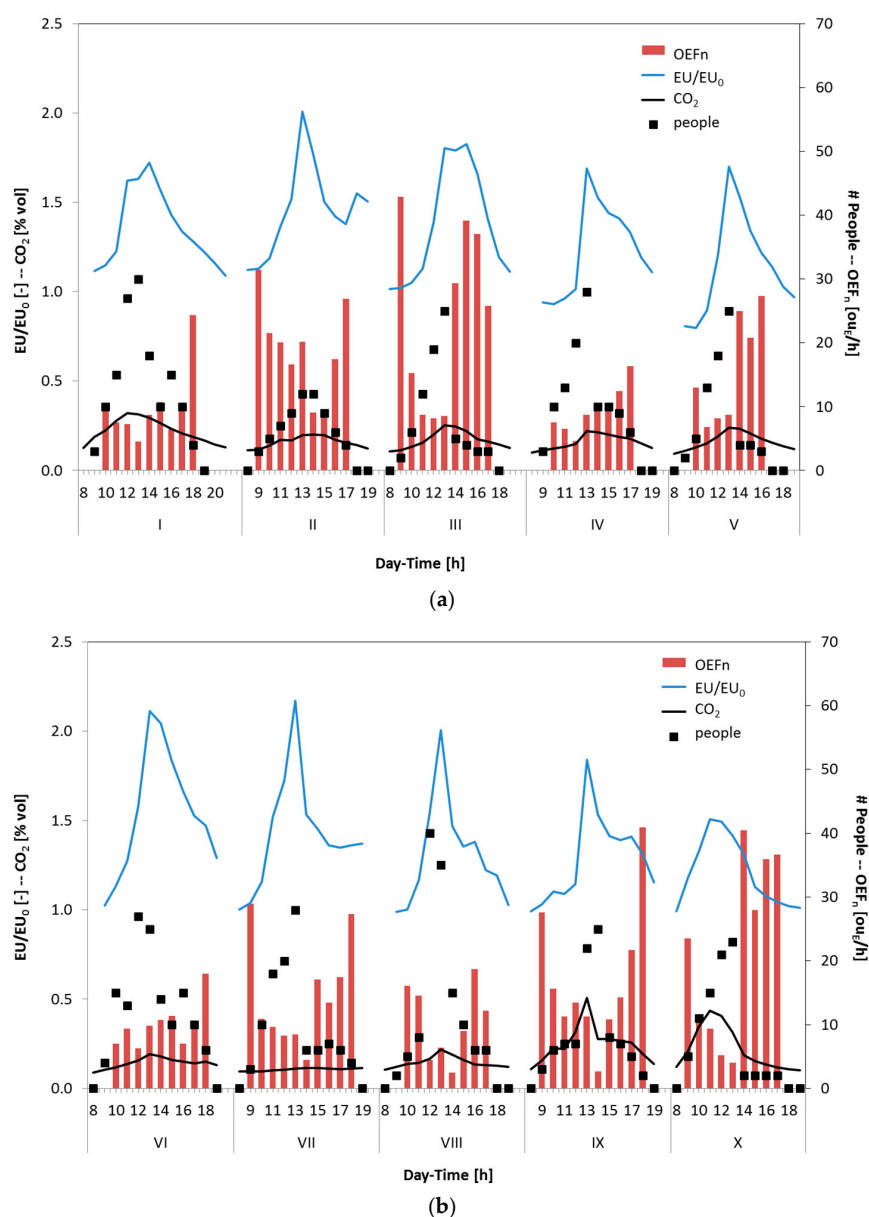 2.5
2.0
1.5
1.0
0.5
0.0
70
60
50
40
30
20
10
0
EU/EU₀ [-] -- CO₂ [% vol]
# People -- OEFₙ [ouE/h]
OEFn
EU/EU₀
CO₂
people
8 10 12 14 16 18 20 9 11 13 15 17 19 8 10 12 14 16 18 9 11 13 15 17 19 8 10 12 14 16 18
I II III IV V
Day-Time [h]
(a)
2.5
2.0
1.5
1.0
0.5
0.0
70
60
50
40
30
20
10
0
EU/EU₀ [-] -- CO₂ [% vol]
# People -- OEFₙ [ouE/h]
OEFn
EU/EU₀
CO₂
people
8 10 12 14 16 18 9 11 13 15 17 19 8 10 12 14 16 18 9 11 13 15 17 19 8 10 12 14 16 18
VI VII VIII IX X
Day-Time [h]
(b)